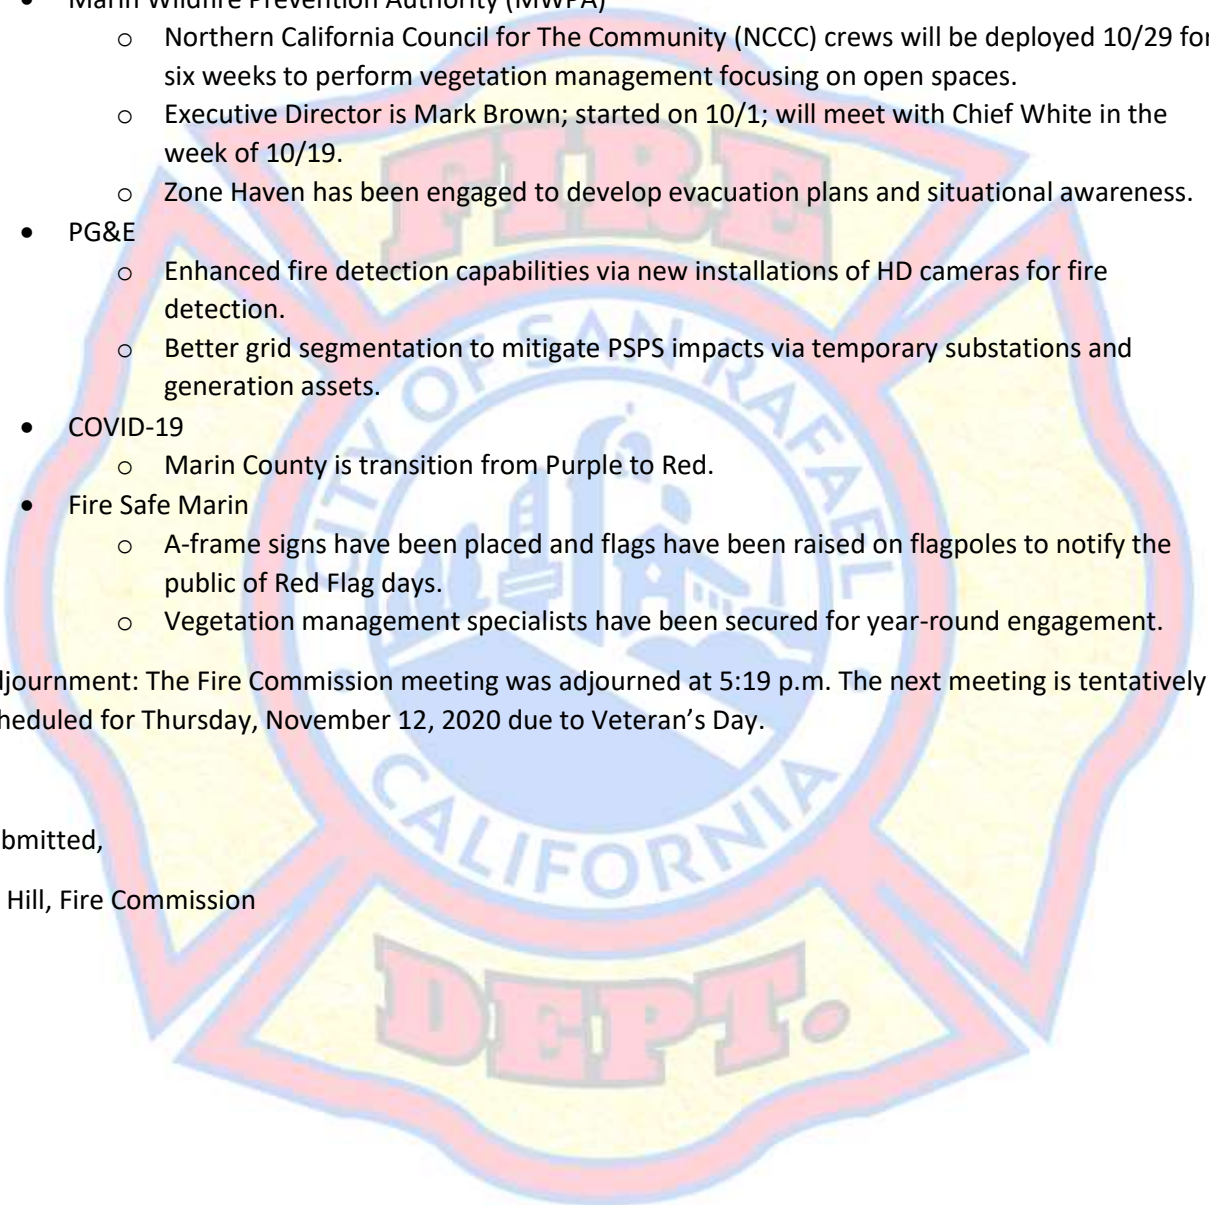 • Marin Wildfire Prevention Authority (MWPA)
o Northern California Council for The Community (NCCC) crews will be deployed 10/29 for
six weeks to perform vegetation management focusing on open spaces.
o Executive Director is Mark Brown; started on 10/1; will meet with Chief White in the
week of 10/19.
o Zone Haven has been engaged to develop evacuation plans and situational awareness.
• PG&E
o Enhanced fire detection capabilities via new installations of HD cameras for fire
detection.
o Better grid segmentation to mitigate PSPS impacts via temporary substations and
generation assets.
• COVID-19
o Marin County is transition from Purple to Red.
• Fire Safe Marin
o A-frame signs have been placed and flags have been raised on flagpoles to notify the
public of Red Flag days.
o Vegetation management specialists have been secured for year-round engagement.
djournment: The Fire Commission meeting was adjourned at 5:19 p.m. The next meeting is tentatively
heduled for Thursday, November 12, 2020 due to Veteran’s Day.
bmitted,
Hill, Fire Commission
FIRE
CITY OF SAN RAFAEL
CALIFORNIA
DEPT.